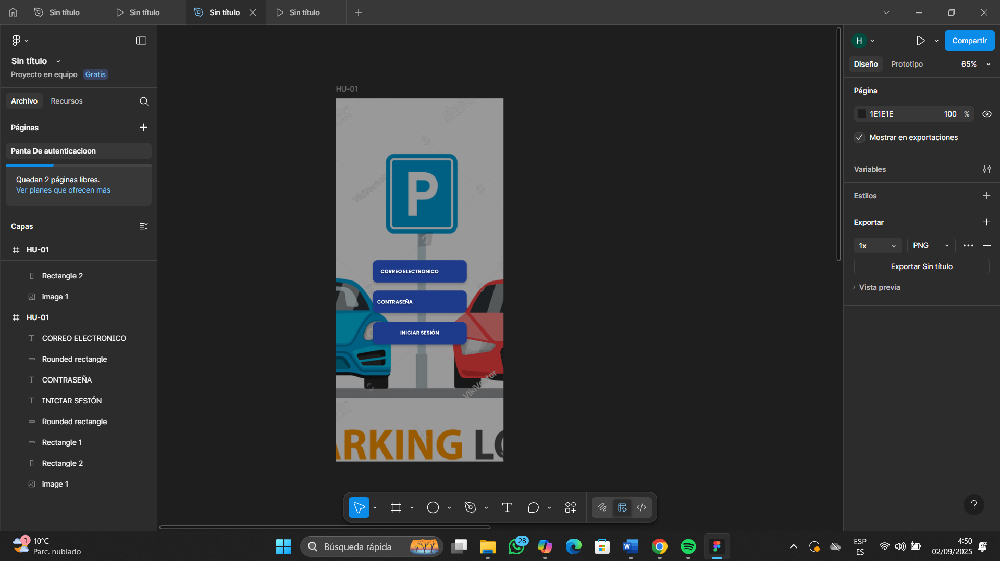 Sin título
Sin título
Sin título
Sin título
Sin título
Proyecto en equipo Gratis
Archivo Recursos
Páginas
Panta De autenticacioon
Quedan 2 páginas libres.
Ver planes que ofrecen más
Capas
HU-01
Rectangle 2
image 1
HU-01
CORREO ELECTRONICO
Rounded rectangle
CONTRASEÑA
INICIAR SESIÓN
Rounded rectangle
Rectangle 1
Rectangle 2
image 1
HU-01
P
VikiVector
CORREO ELECTRONICO
CONTRASEÑA
INICIAR SESIÓN
VikiVector
ARKING LO
H
Compartir
Diseño Prototipo 65%
Página
1E1E1E 100 %
Mostrar en exportaciones
Variables
Estilos
Exportar
1x PNG
Exportar Sin título
Vista previa
?
1 10°C
Parc. nublado
Búsqueda rápida
28
ESP
ES
4:50
02/09/2025